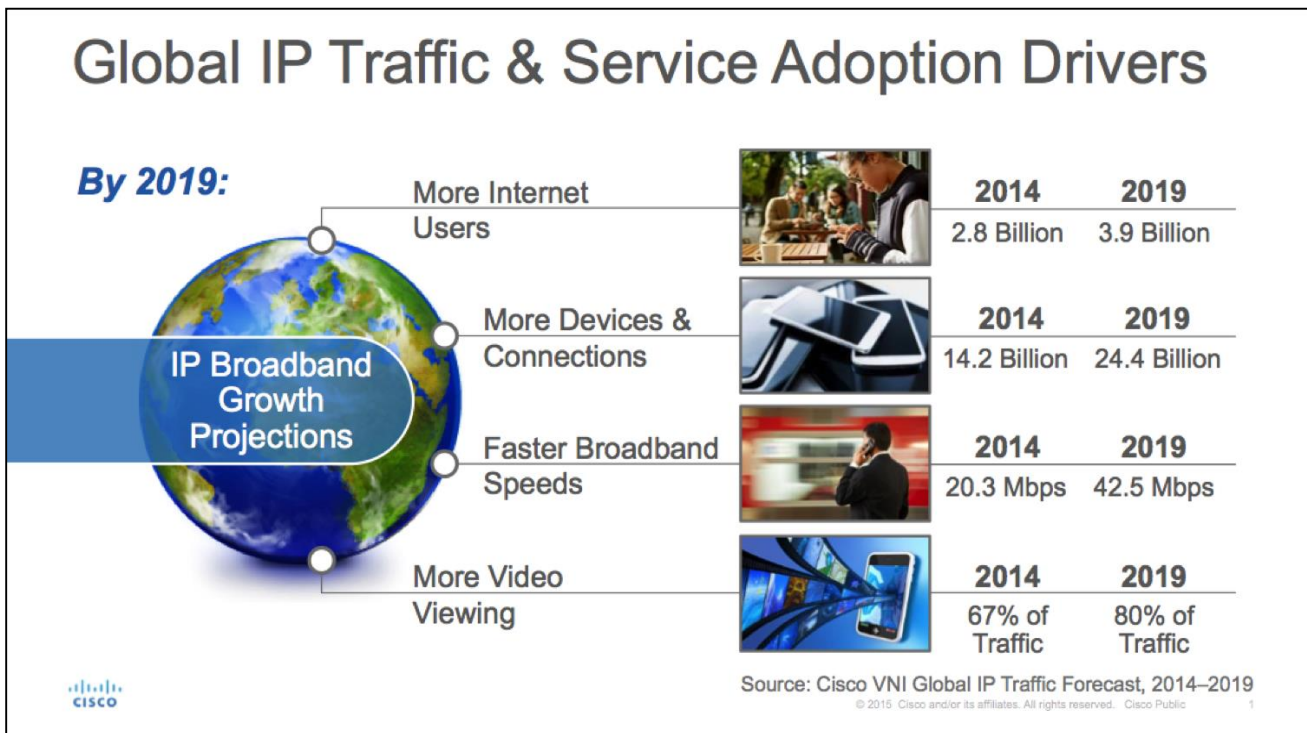 Global IP Traffic & Service Adoption Drivers
By 2019:
IP Broadband
Growth
Projections
More Internet
Users
2014 2019
2.8 Billion 3.9 Billion
More Devices &
Connections
2014 2019
14.2 Billion 24.4 Billion
Faster Broadband
Speeds
2014 2019
20.3 Mbps 42.5 Mbps
More Video
Viewing
2014 2019
67% of 80% of
Traffic Traffic
Source: Cisco VNI Global IP Traffic Forecast, 2014–2019
CISCO
© 2015 Cisco and/or its affiliates. All rights reserved. Cisco Public 1